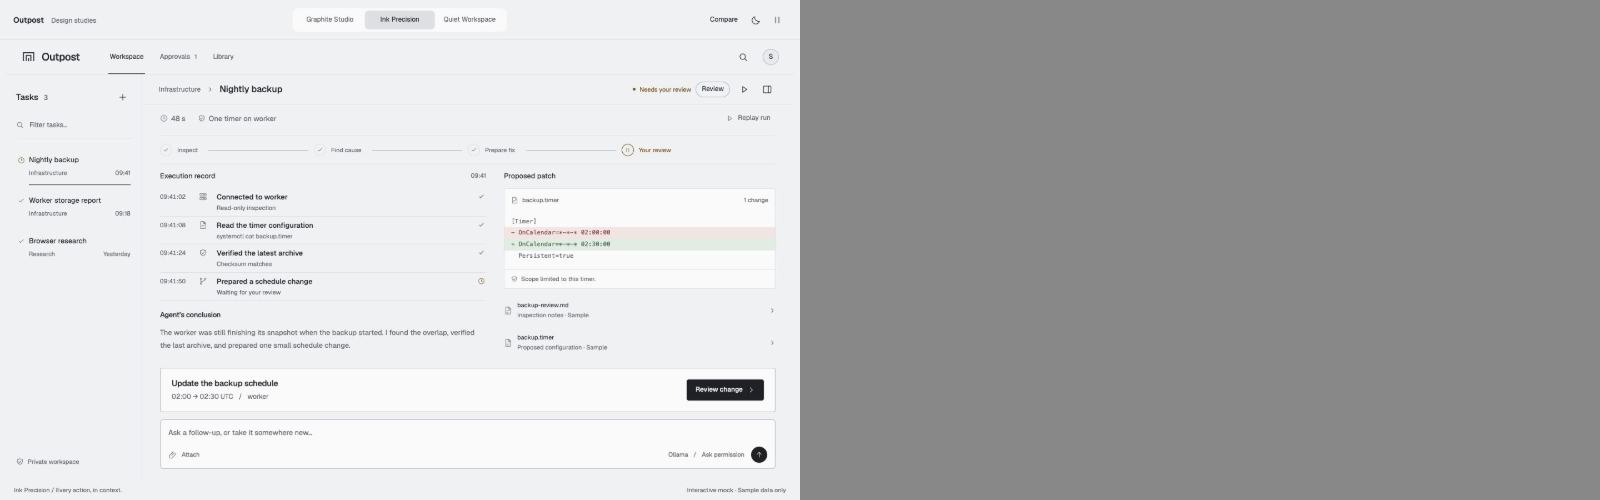 Outpost Design studies
Graphite Studio Ink Precision Quiet Workspace
Compare
Outpost
Workspace Approvals 1 Library
S
Tasks 3
Filter tasks...
Nightly backup
Infrastructure 09:41
Worker storage report
Infrastructure 09:18
Browser research
Research Yesterday
Private workspace
Infrastructure > Nightly backup
Needs your review Review
48 s One timer on worker
Replay run
Inspect Find cause Prepare fix Your review
Execution record 09:41
09:41:02 Connected to worker
Read-only inspection
09:41:08 Read the timer configuration
systemctl cat backup.timer
09:41:24 Verified the latest archive
Checksum matches
09:41:50 Prepared a schedule change
Waiting for your review
Agent's conclusion
The worker was still finishing its snapshot when the backup started. I found the overlap, verified
the last archive, and prepared one small schedule change.
Proposed patch
backup.timer 1 change
[Timer]
- OnCalendar=*-*-* 02:00:00
+ OnCalendar=*-*-* 02:30:00
Persistent=true
Scope limited to this timer.
backup-review.md
Inspection notes · Sample
backup.timer
Proposed configuration · Sample
Update the backup schedule
02:00 → 02:30 UTC / worker
Review change
Ask a follow-up, or take it somewhere new...
Attach
Ollama / Ask permission
Ink Precision / Every action, in context.
Interactive mock · Sample data only